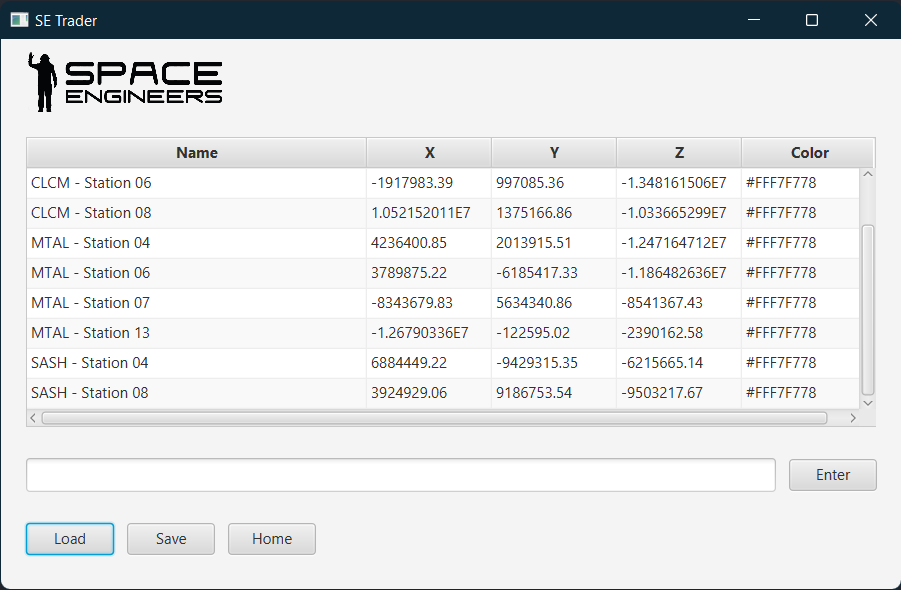 SE Trader
SPACE
ENGINEERS
Name X Y Z Color
CLCM - Station 06 -1917983.39 997085.36 -1.348161506E7 #FFF7F778
CLCM - Station 08 1.052152011E7 1375166.86 -1.033665299E7 #FFF7F778
MTAL - Station 04 4236400.85 2013915.51 -1.247164712E7 #FFF7F778
MTAL - Station 06 3789875.22 -6185417.33 -1.186482636E7 #FFF7F778
MTAL - Station 07 -8343679.83 5634340.86 -8541367.43 #FFF7F778
MTAL - Station 13 -1.26790336E7 -122595.02 -2390162.58 #FFF7F778
SASH - Station 04 6884449.22 -9429315.35 -6215665.14 #FFF7F778
SASH - Station 08 3924929.06 9186753.54 -9503217.67 #FFF7F778
Enter
Load Save Home